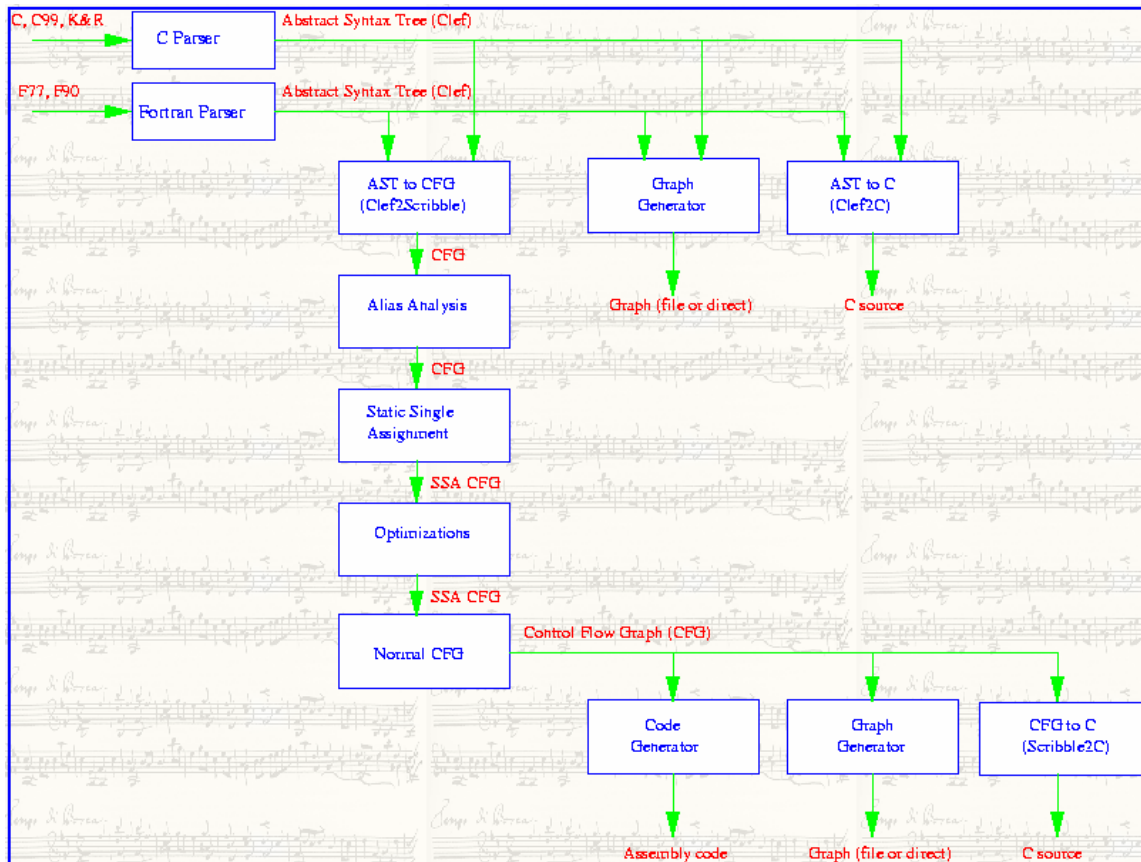 C, C99, K&R
C Parser
Abstract Syntax Tree (Clef)
F77, F90
Fortran Parser
Abstract Syntax Tree (Clef)
AST to CFG
(Clef2Scribble)
Graph
Generator
AST to C
(Clef2C)
CFG
Alias Analysis
Graph (file or direct)
C source
CFG
Static Single
Assignment
SSA CFG
Optimizations
SSA CFG
Normal CFG
Control Flow Graph (CFG)
Code
Generator
Graph
Generator
CFG to C
(Scribble2C)
Assembly code
Graph (file or direct)
C source